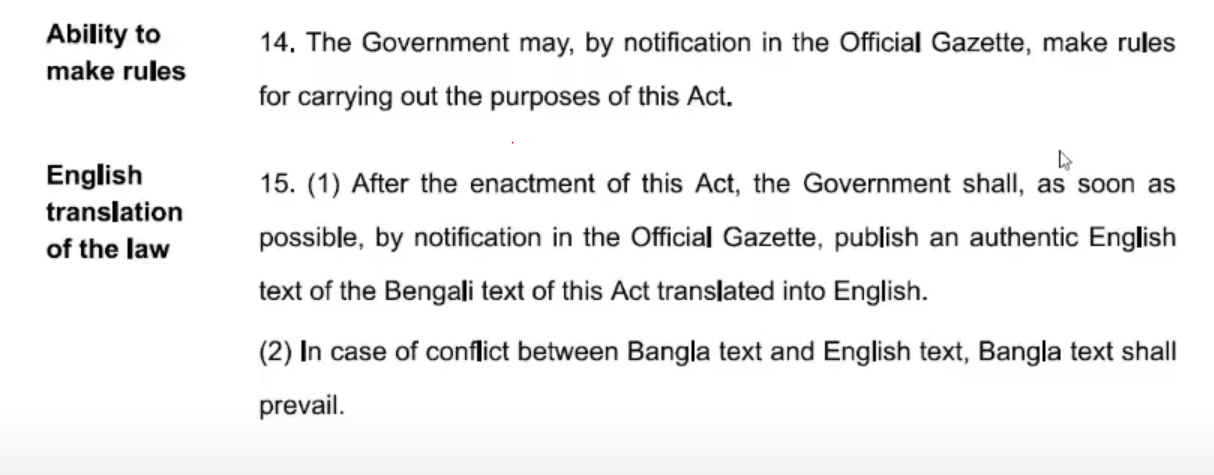 Ability to
make rules
14. The Government may, by notification in the Official Gazette, make rules
for carrying out the purposes of this Act.
English
translation
of the law
15. (1) After the enactment of this Act, the Government shall, as soon as
possible, by notification in the Official Gazette, publish an authentic English
text of the Bengali text of this Act translated into English.
(2) In case of conflict between Bangla text and English text, Bangla text shall
prevail.